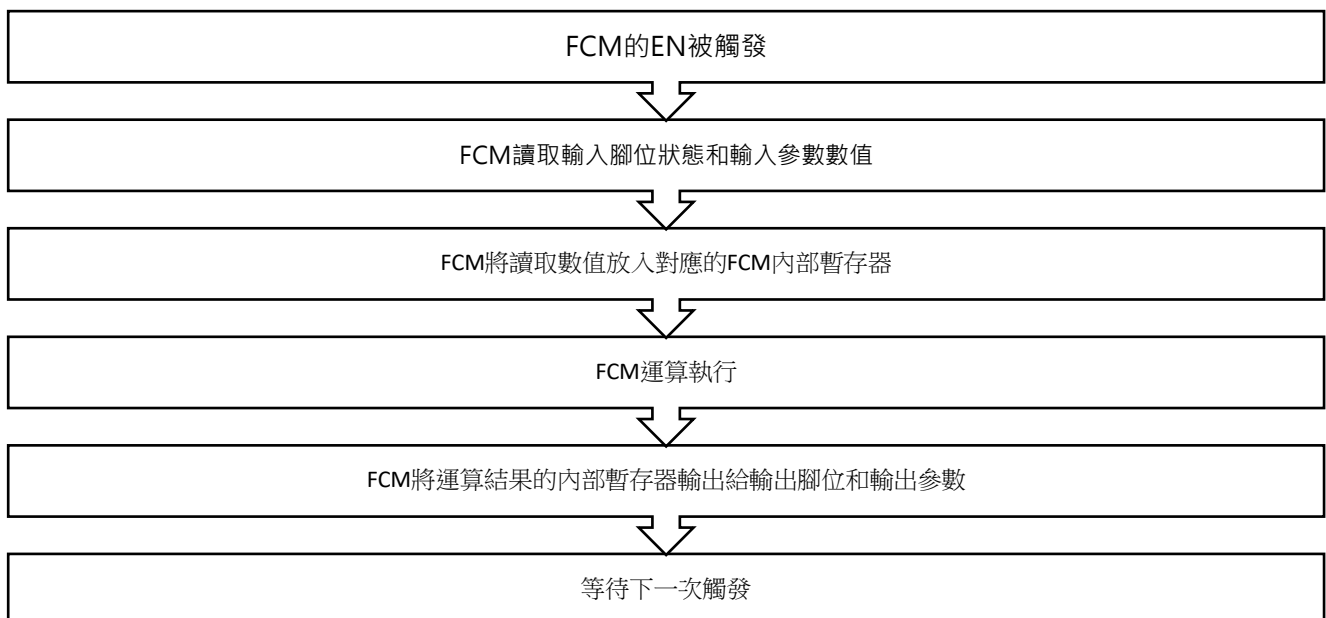 FCM的EN被觸發
FCM讀取輸入腳位狀態和輸入參數數值
FCM將讀取數值放入對應的FCM內部暫存器
FCM運算執行
FCM將運算結果的內部暫存器輸出給輸出腳位和輸出參數
等待下一次觸發